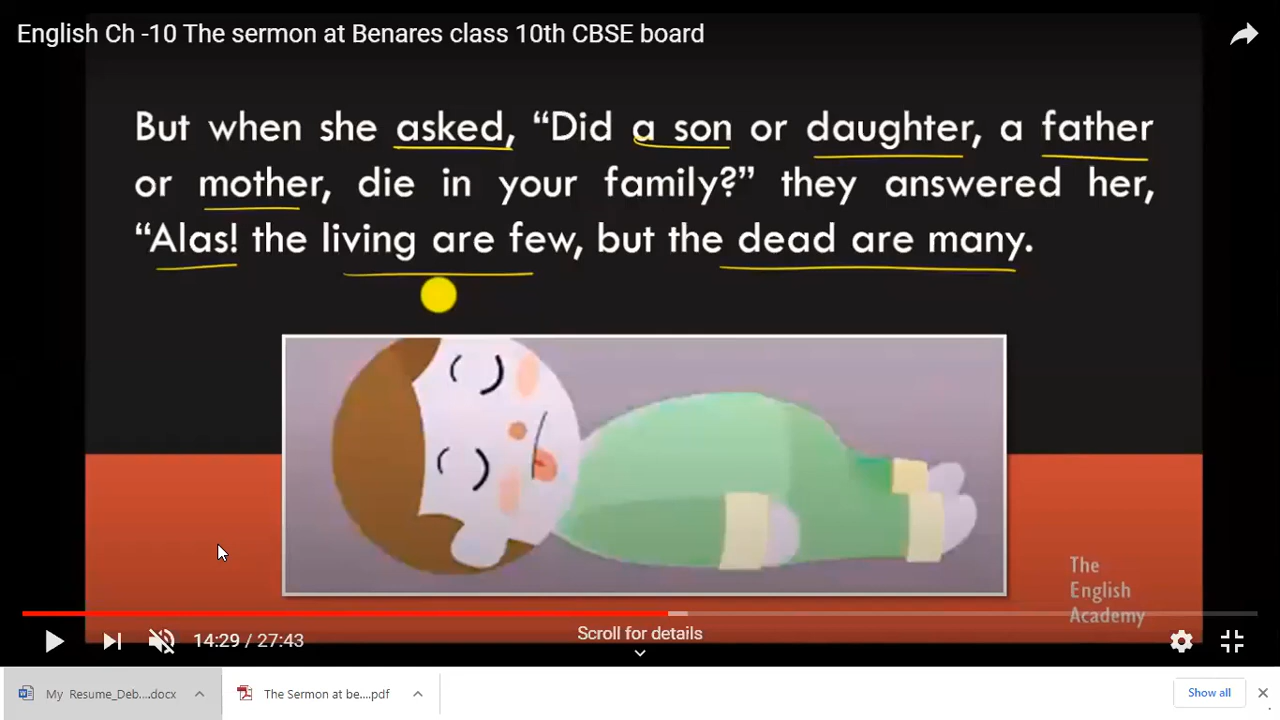 English Ch -10 The sermon at Benares class 10th CBSE board
But when she asked, “Did a son or daughter, a father
or mother, die in your family?” they answered her,
“Alas! the living are few, but the dead are many.
The
English
Academy
14:29 / 27:43
Scroll for details
My Resume_Deb....docx
The Sermon at be....pdf
Show all